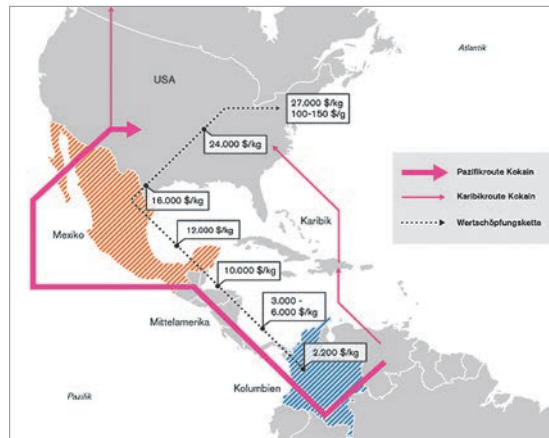 Atlantik
USA
27.000 $/kg
100-150 $/g
24.000 $/kg
Pazifikroute Kokain
Karibikroute Kokain
Wertschöpfungskette
16.000 $/kg
Karibik
Mexiko
12.000 $/kg
10.000 $/kg
3.000 -
6.000 $/kg
Mittelamerika
2.200 $/kg
Kolumbien
Pazifik